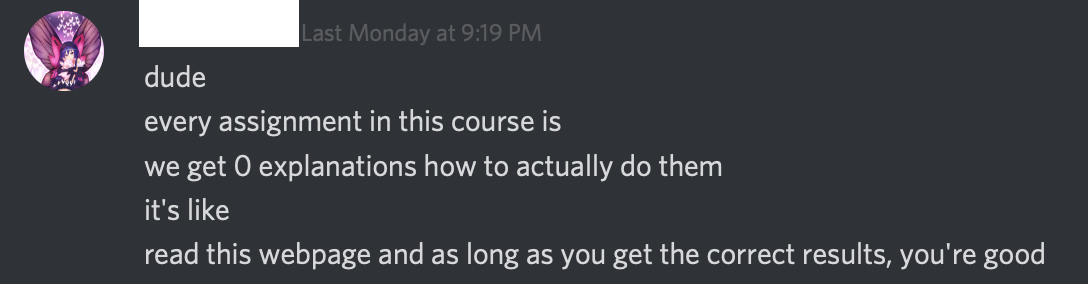 Last Monday at 9:19 PM
dude
every assignment in this course is
we get 0 explanations how to actually do them
it's like
read this webpage and as long as you get the correct results, you're good